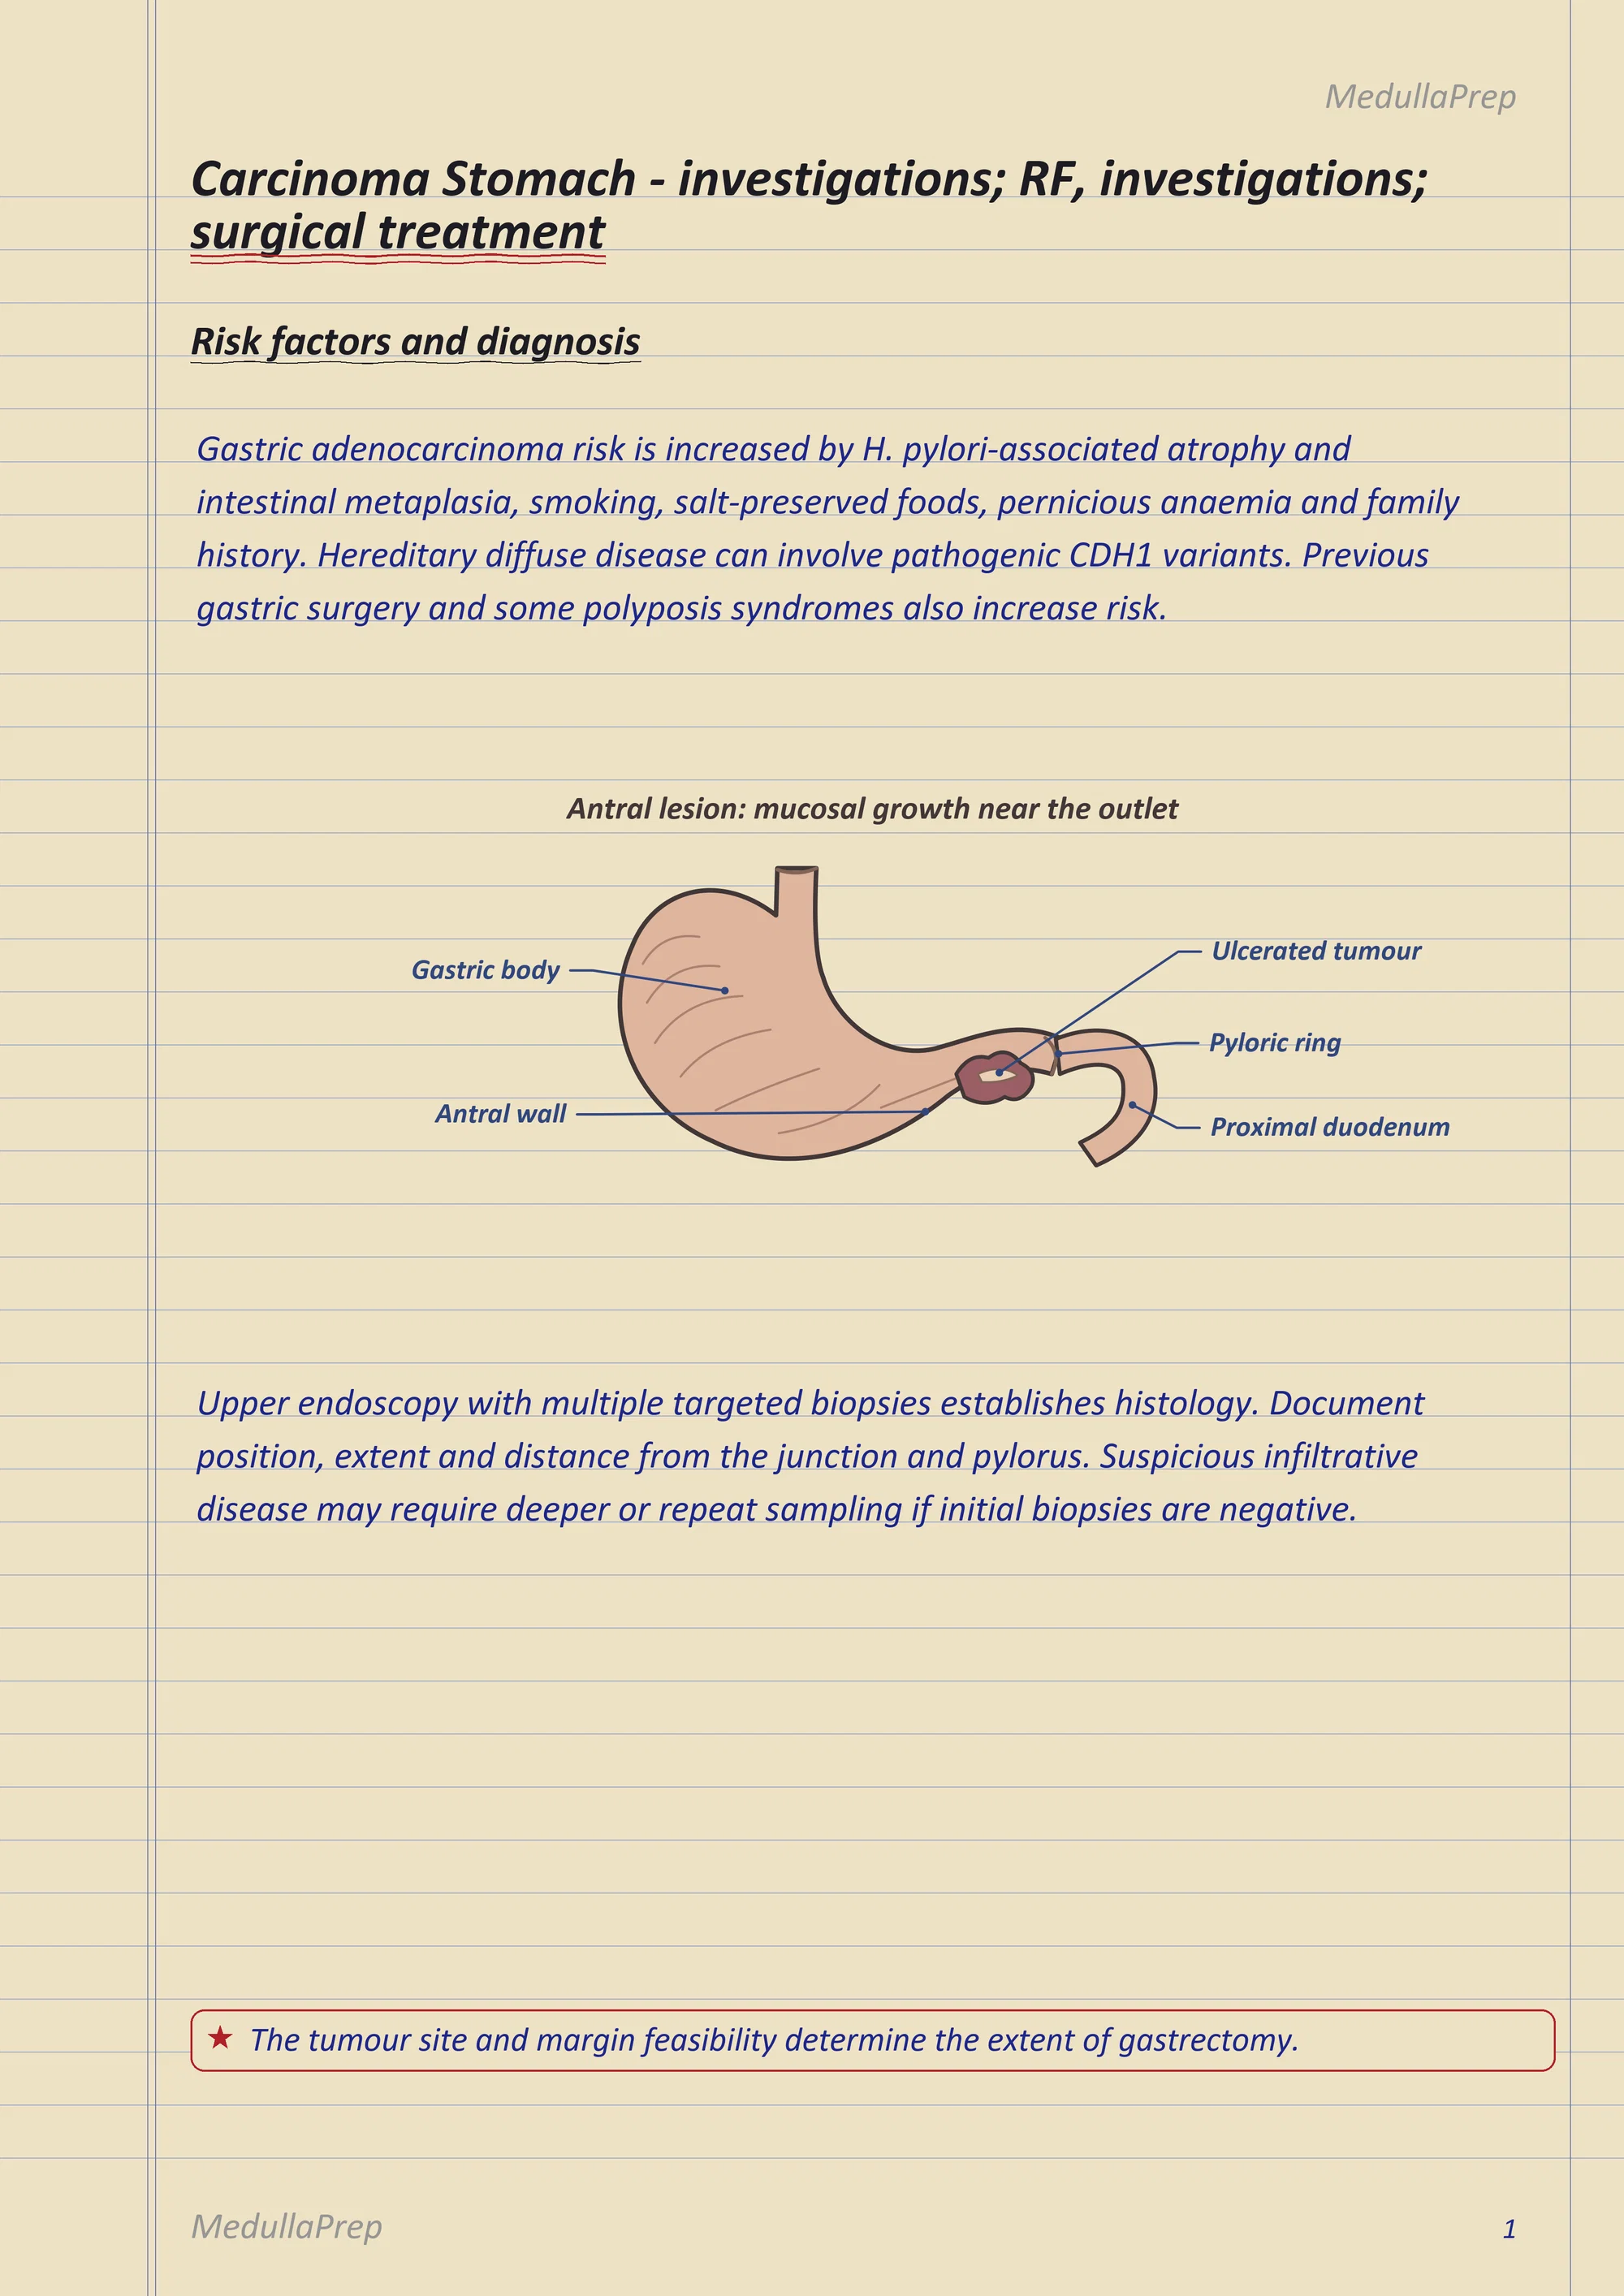 MedullaPrep
Carcinoma Stomach - investigations; RF, investigations;
surgical treatment
Risk factors and diagnosis
Gastric adenocarcinoma risk is increased by H. pylori-associated atrophy and
intestinal metaplasia, smoking, salt-preserved foods, pernicious anaemia and family
history. Hereditary diffuse disease can involve pathogenic CDH1 variants. Previous
gastric surgery and some polyposis syndromes also increase risk.
Antral lesion: mucosal growth near the outlet
Ulcerated tumour
Gastric body
Pyloric ring
Antral wall
Proximal duodenum
Upper endoscopy with multiple targeted biopsies establishes histology. Document
position, extent and distance from the junction and pylorus. Suspicious infiltrative
disease may require deeper or repeat sampling if initial biopsies are negative.
★ The tumour site and margin feasibility determine the extent of gastrectomy.
MedullaPrep
1